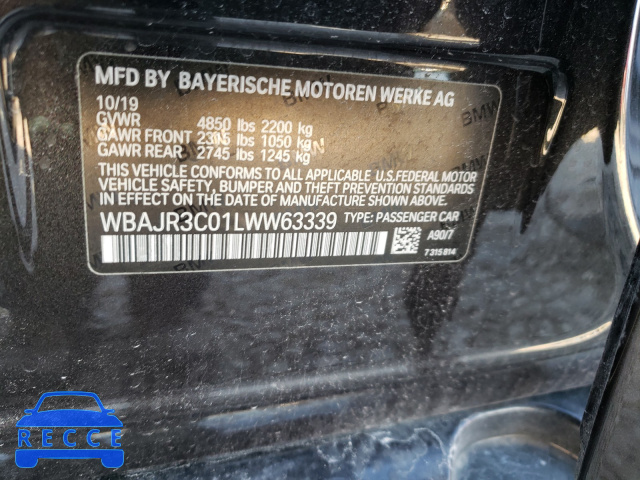 MFD BY BAYERISCHE MOTOREN WERKE AG
10/19
GVWR 4850 lbs 2200 kg
GAWR FRONT 2315 lbs 1050 kg
GAWR REAR 2745 lbs 1245 kg
THIS VEHICLE CONFORMS TO ALL APPLICABLE U.S.FEDERAL MOTOR
VEHICLE SAFETY, BUMPER AND THEFT PREVENTION STANDARDS
IN EFFECT ON THE DATE OF MANUFACTURE SHOWN ABOVE.
WBAJR3C01LWW63339 TYPE: PASSENGER CAR
A90/7
7315814
BMW
RECCE